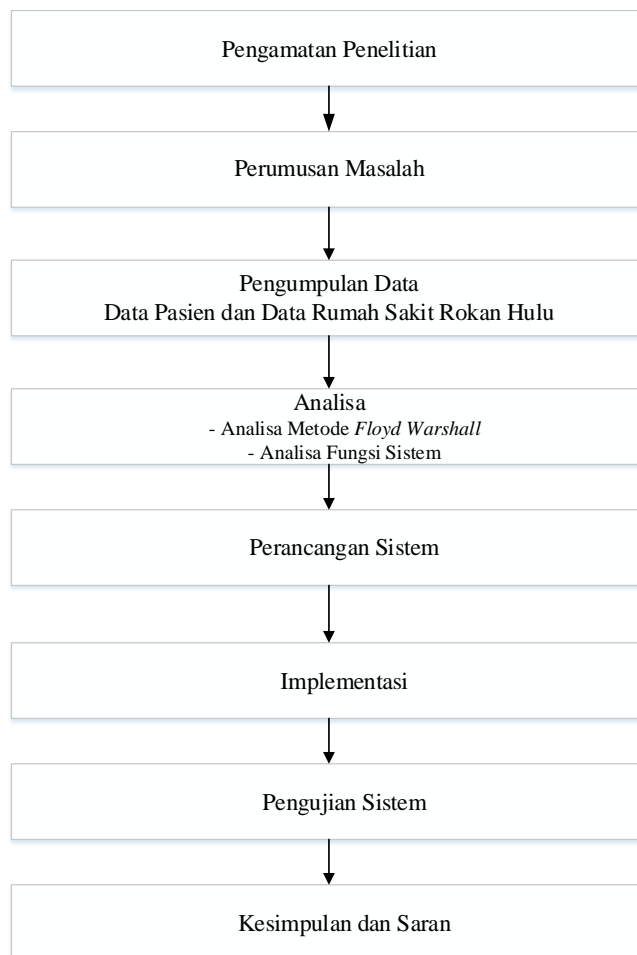 Pengamatan Penelitian
Perumusan Masalah
Pengumpulan Data
Data Pasien dan Data Rumah Sakit Rokan Hulu
Analisa
- Analisa Metode Floyd Warshall
- Analisa Fungsi Sistem
Perancangan Sistem
Implementasi
Pengujian Sistem
Kesimpulan dan Saran